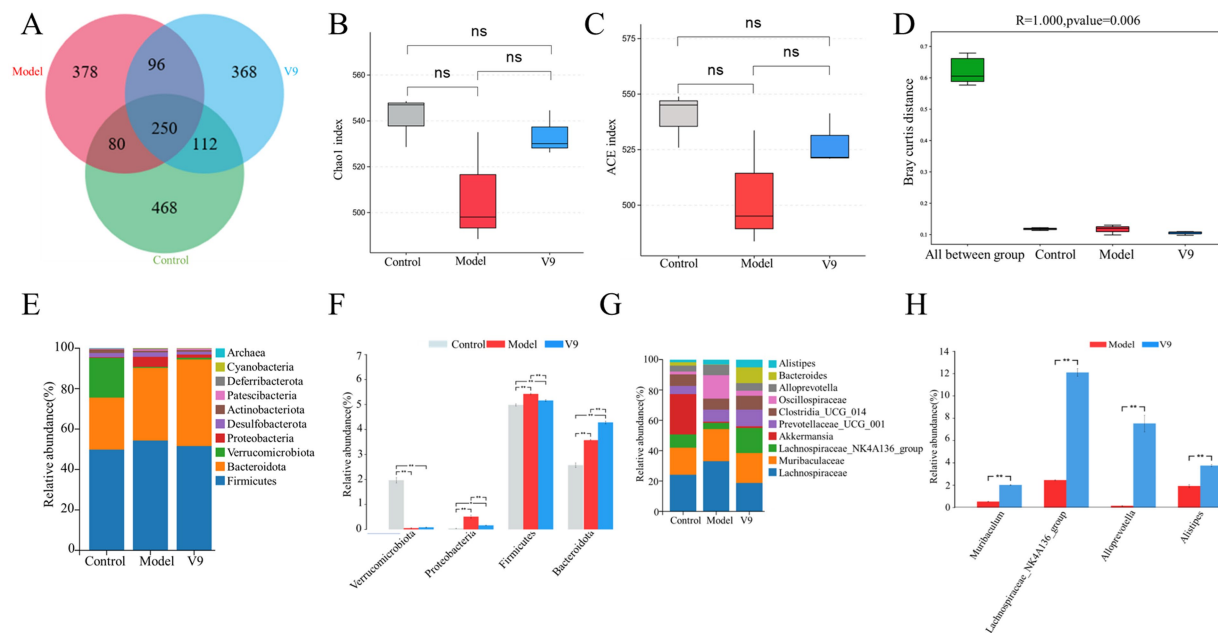 A
Model
378
96
368
V9
250
80
112
468
Control
B
Chao1 index
560
540
520
500
ns
ns
ns
Control
Model
V9
C
ACE index
575
550
525
500
ns
ns
ns
Control
Model
V9
D
R=1.000,pvalue=0.006
Bray curtis distance
0.7
0.6
0.5
0.4
0.3
0.2
0.1
All between group
Control
Model
V9
E
Relative abundance(%)
100
80
60
40
20
0
Control
Model
V9
Archaea
Cyanobacteria
Deferribacterota
Patescibacteria
Actinobacteriota
Desulfobacterota
Proteobacteria
Verrucomicrobiota
Bacteroidota
Firmicutes
F
Control
Model
V9
Relative abundance(%)
7
6
5
4
3
2
1
0
**
**
**
**
**
**
**
**
**
**
**
Verrucomicrobiota
Proteobacteria
Firmicutes
Bacteroidota
G
Relative abundance(%)
100
80
60
40
20
0
Control
Model
V9
Alistipes
Bacteroides
Alloprevotella
Oscillospiraceae
Clostridia_UCG_014
Prevotellaceae_UCG_001
Akkermansia
Lachnospiraceae_NK4A136_group
Muribaculaceae
Lachnospiraceae
H
Model
V9
Relative abundance(%)
14
12
10
8
6
4
2
0
**
**
**
**
Muribaculum
Lachnospiraceae_NK4A136_group
Alloprevotella
Alistipes